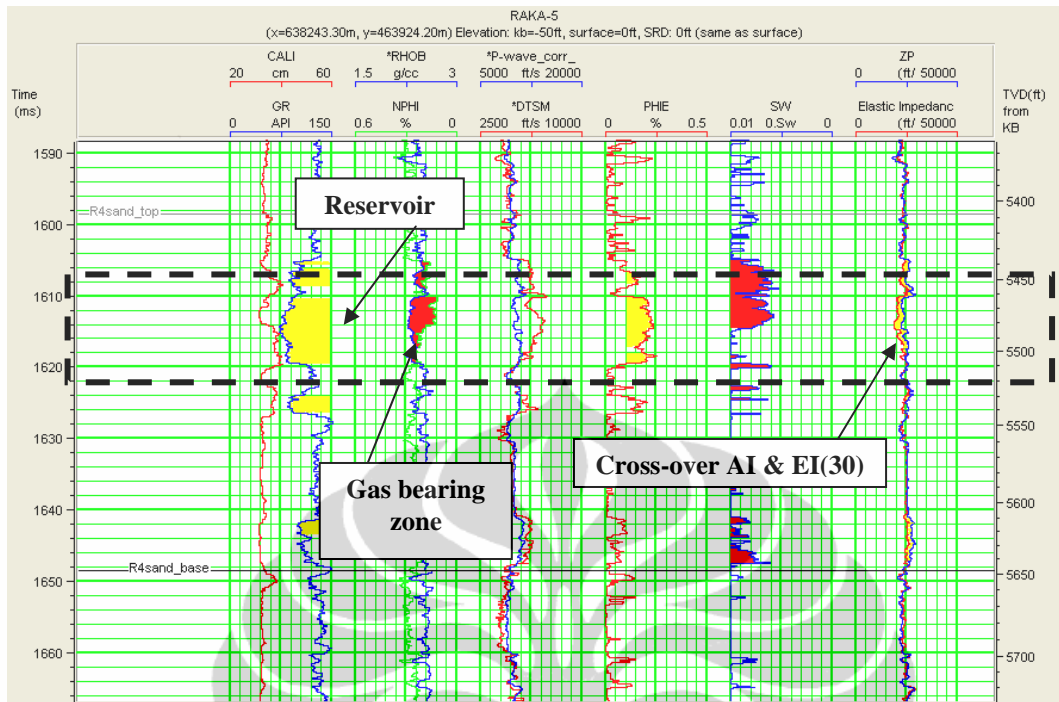 RAKA-5
(x=638243.30m, y=463924.20m) Elevation: kb=-50ft, surface=0ft, SRD: 0ft (same as surface)
CALI *RHOB *P-wave_corr_ ZP
20 cm 60 1.5 g/cc 3 5000 ft/s 20000 0 (ft/ 50000
Time (ms)
TVD(ft) from KB
GR NPHI *DTSM PHIE SW Elastic Impedanc
0 API 150 0.6 % 0 2500 ft/s 10000 0 % 0.5 0.01 0.Sw 0 0 (ft/ 50000
1590
5400
Reservoir
R4sand_top
1600
5450
1610
5500
1620
5550
1630
Cross-over AI & EI(30)
Gas bearing
zone
1640
5600
R4sand_base
1650
5650
1660
5700